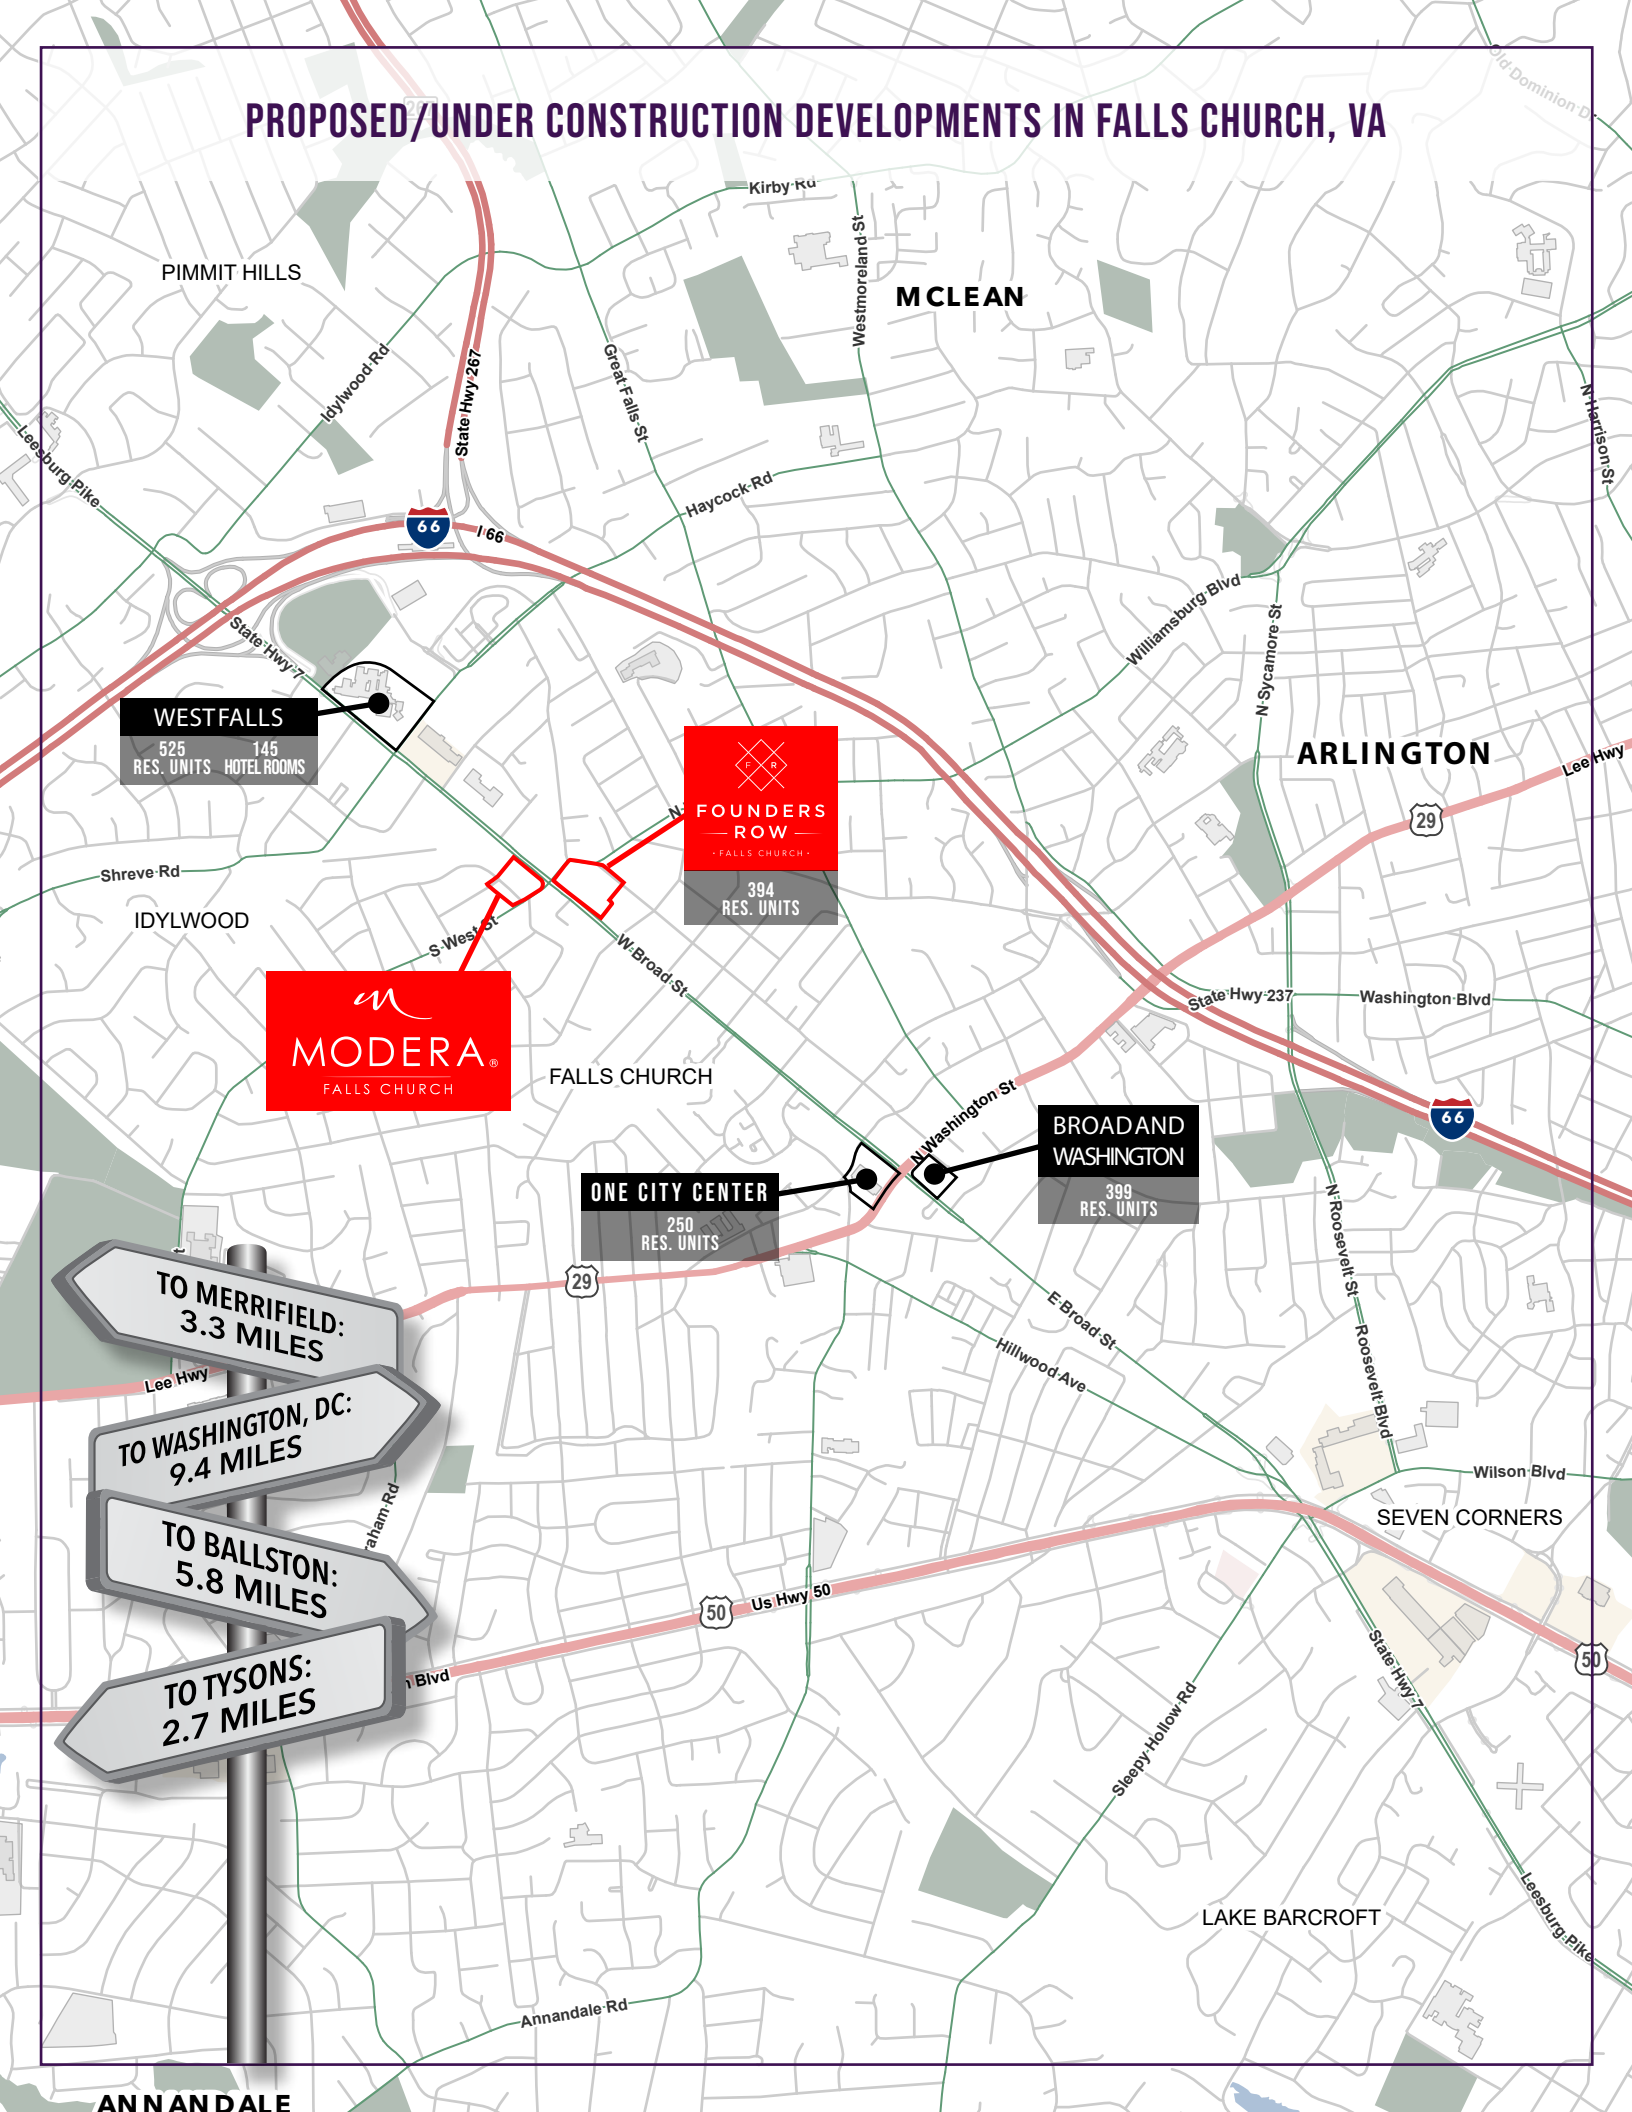 PROPOSED/UNDER CONSTRUCTION DEVELOPMENTS IN FALLS CHURCH, VA
267
Old Dominion Dr
Kirby Rd
Westmoreland St
PIMMIT HILLS
MCLEAN
Idylwood Rd
State Hwy 267
Great Falls St
N Harrison St
Leesburg Pike
Haycock Rd
66
I 66
Williamsburg Blvd
N Sycamore St
State Hwy 7
WESTFALLS
525
RES. UNITS
145
HOTEL ROOMS
F R
FOUNDERS
ROW
· FALLS CHURCH ·
394
RES. UNITS
N
ARLINGTON
Lee Hwy
29
Shreve Rd
IDYLWOOD
S West St
W Broad St
MODERA®
FALLS CHURCH
State Hwy 237
Washington Blvd
FALLS CHURCH
N Washington St
66
BROAD AND
WASHINGTON
399
RES. UNITS
ONE CITY CENTER
250
RES. UNITS
29
N Roosevelt St
E Broad St
Hillwood Ave
Roosevelt Blvd
t
TO MERRIFIELD:
3.3 MILES
Lee Hwy
TO WASHINGTON, DC:
9.4 MILES
raham Rd
TO BALLSTON:
5.8 MILES
TO TYSONS:
2.7 MILES
n Blvd
50
Us Hwy 50
Wilson Blvd
SEVEN CORNERS
50
State Hwy 7
Sleepy Hollow Rd
Leesburg Pike
LAKE BARCROFT
Annandale Rd
ANNANDALE